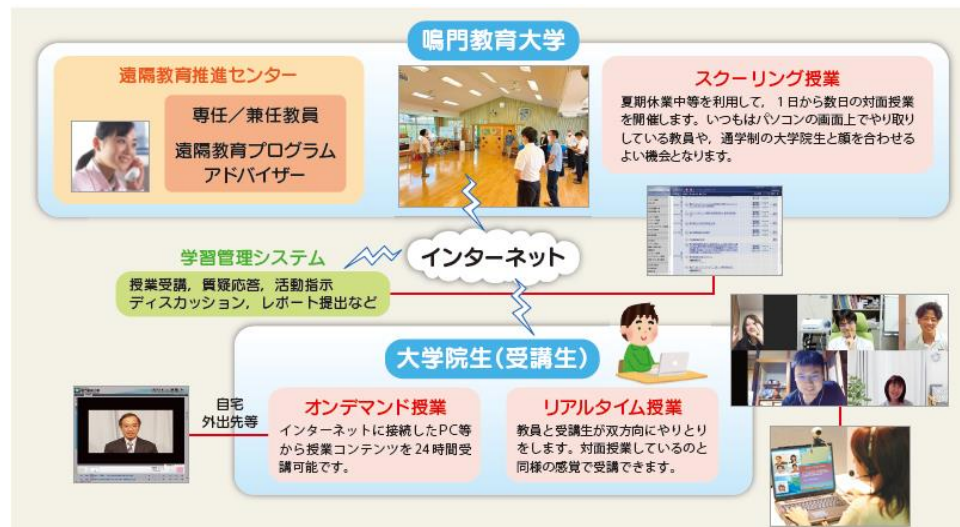 鳴門教育大学
遠隔教育推進センター
専任／兼任教員
遠隔教育プログラム
アドバイザー
スクーリング授業
夏期休業中等を利用して，１日から数日の対面授業
を開催します。いつもはパソコンの画面上でやり取り
している教員や，通学制の大学院生と顔を合わせる
よい機会となります。
インターネット
学習管理システム
授業受講，質疑応答，活動指示
ディスカッション，レポート提出など
大学院生（受講生）
自宅
外出先等
オンデマンド授業
インターネットに接続したPC等
から授業コンテンツを24時間受
講可能です。
リアルタイム授業
教員と受講生が双方向にやりとり
をします。対面授業しているのと
同様の感覚で受講できます。